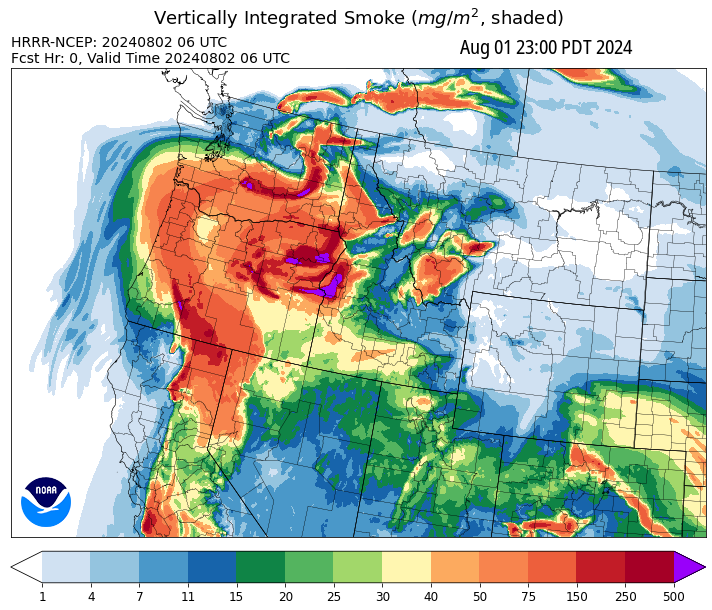 Vertically Integrated Smoke (mg/m², shaded)
HRRR-NCEP: 20240802 06 UTC
Fcst Hr: 0, Valid Time 20240802 06 UTC
Aug 01 23:00 PDT 2024
NOAA
1 4 7 11 15 20 25 30 40 50 75 150 250 500